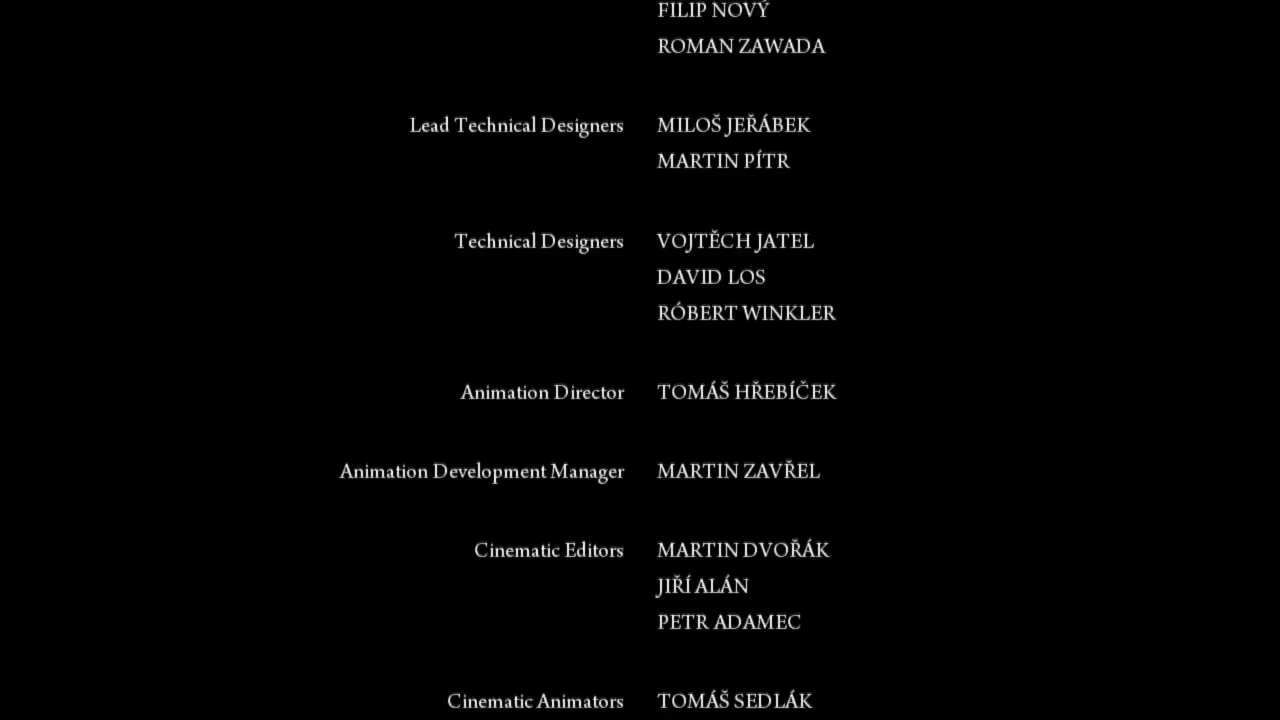 FILIP NOVÝ
ROMAN ZAWADA
Lead Technical Designers MILOŠ JEŘÁBEK
MARTIN PÍTR
Technical Designers VOJTĚCH JATEL
DAVID LOS
RÓBERT WINKLER
Animation Director TOMÁŠ HŘEBÍČEK
Animation Development Manager MARTIN ZAVŘEL
Cinematic Editors MARTIN DVOŘÁK
JIŘÍ ALÁN
PETR ADAMEC
Cinematic Animators TOMÁŠ SEDLÁK